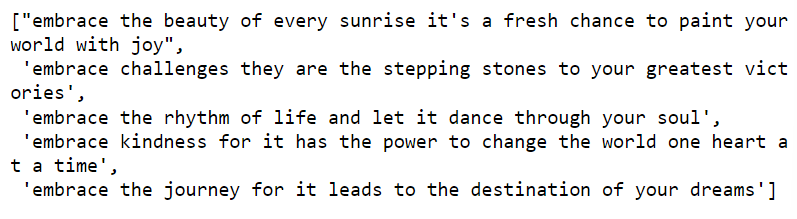 ["embrace the beauty of every sunrise it's a fresh chance to paint your
world with joy",
 'embrace challenges they are the stepping stones to your greatest vict
ories',
 'embrace the rhythm of life and let it dance through your soul',
 'embrace kindness for it has the power to change the world one heart a
t a time',
 'embrace the journey for it leads to the destination of your dreams']